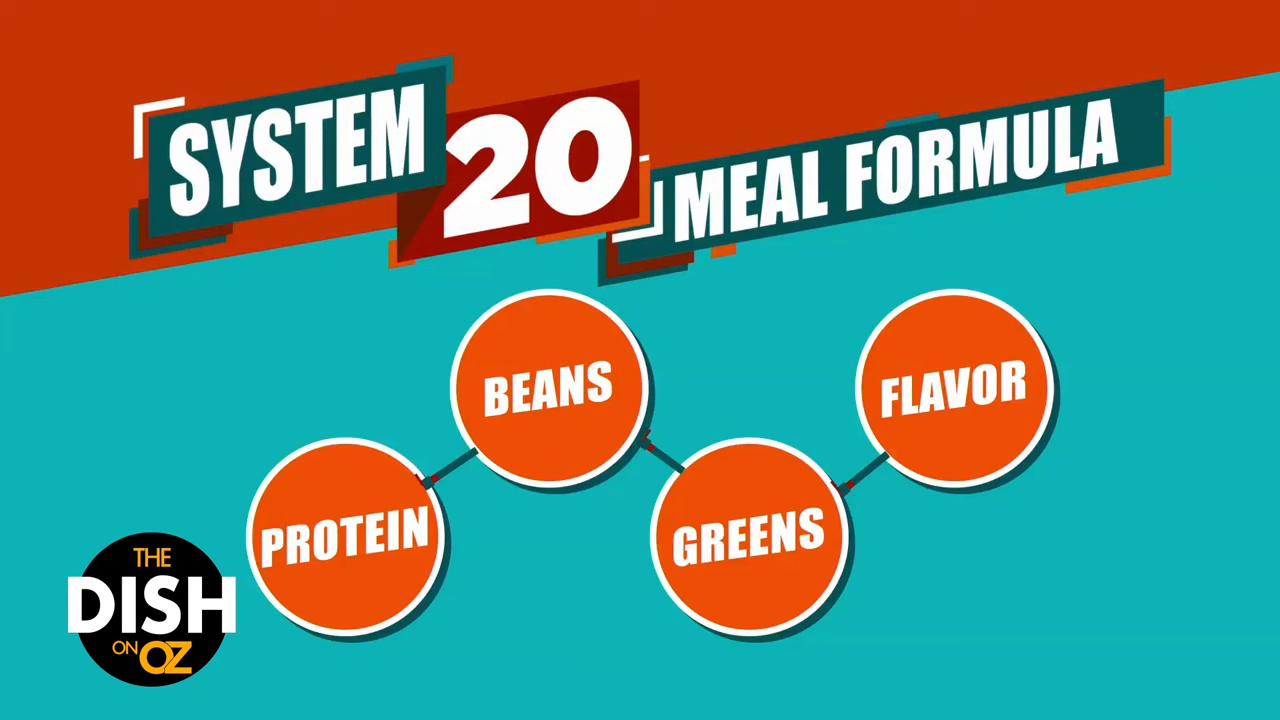 SYSTEM 20 MEAL FORMULA
BEANS
FLAVOR
PROTEIN
GREENS
THE
DISH
ON OZ